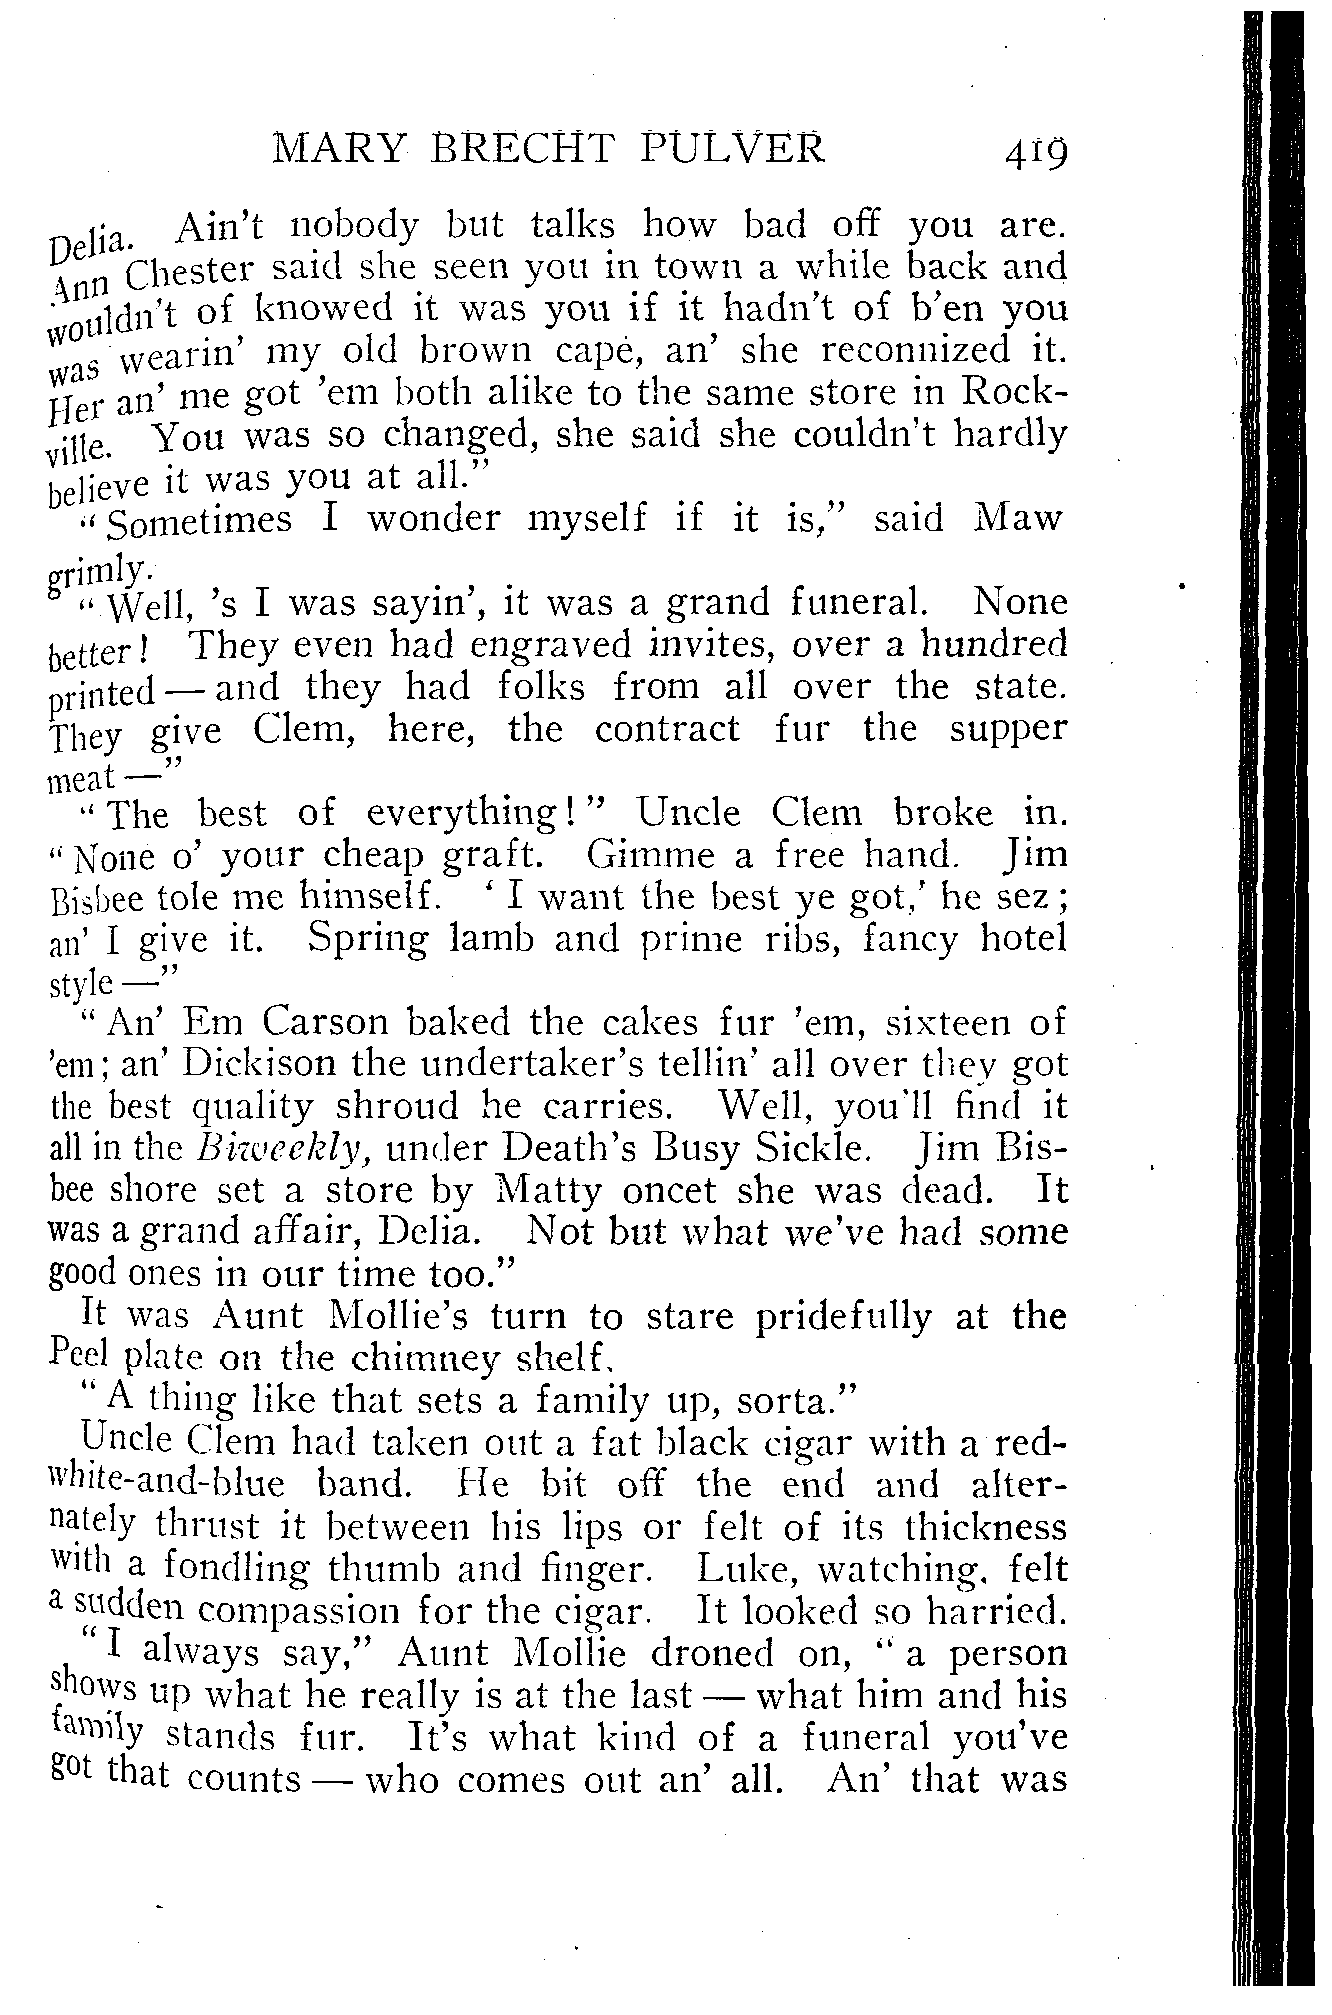 MARY BRECHT PULVER 419
Delia. Ain't nobody but talks how bad off you are.
Ann Chester said she seen you in town a while back and
wouldn't of knowed it was you if it hadn't of b'en you
was wearin' my old brown cape, an' she reconnized it.
Her an' me got 'em both alike to the same store in Rock-
ville. You was so changed, she said she couldn't hardly
believe it was you at all."
"Sometimes I wonder myself if it is," said Maw
grimly.
"Well, 's I was sayin', it was a grand funeral. None
better! They even had engraved invites, over a hundred
printed — and they had folks from all over the state.
They give Clem, here, the contract fur the supper
meat —"
"The best of everything!" Uncle Clem broke in.
"None o' your cheap graft. Gimme a free hand. Jim
Bisbee tole me himself. 'I want the best ye got,' he sez;
an' I give it. Spring lamb and prime ribs, fancy hotel
style —"
"An' Em Carson baked the cakes fur 'em, sixteen of
'em; an' Dickison the undertaker's tellin' all over they got
the best quality shroud he carries. Well, you'll find it
all in the Biweekly, under Death's Busy Sickle. Jim Bis-
bee shore set a store by Matty oncet she was dead. It
was a grand affair, Delia. Not but what we've had some
good ones in our time too."
It was Aunt Mollie's turn to stare pridefully at the
Peel plate on the chimney shelf.
"A thing like that sets a family up, sorta."
Uncle Clem had taken out a fat black cigar with a red-
white-and-blue band. He bit off the end and alter-
nately thrust it between his lips or felt of its thickness
with a fondling thumb and finger. Luke, watching, felt
a sudden compassion for the cigar. It looked so harried.
"I always say," Aunt Mollie droned on, "a person
shows up what he really is at the last — what him and his
family stands fur. It's what kind of a funeral you've
got that counts — who comes out an' all. An' that was